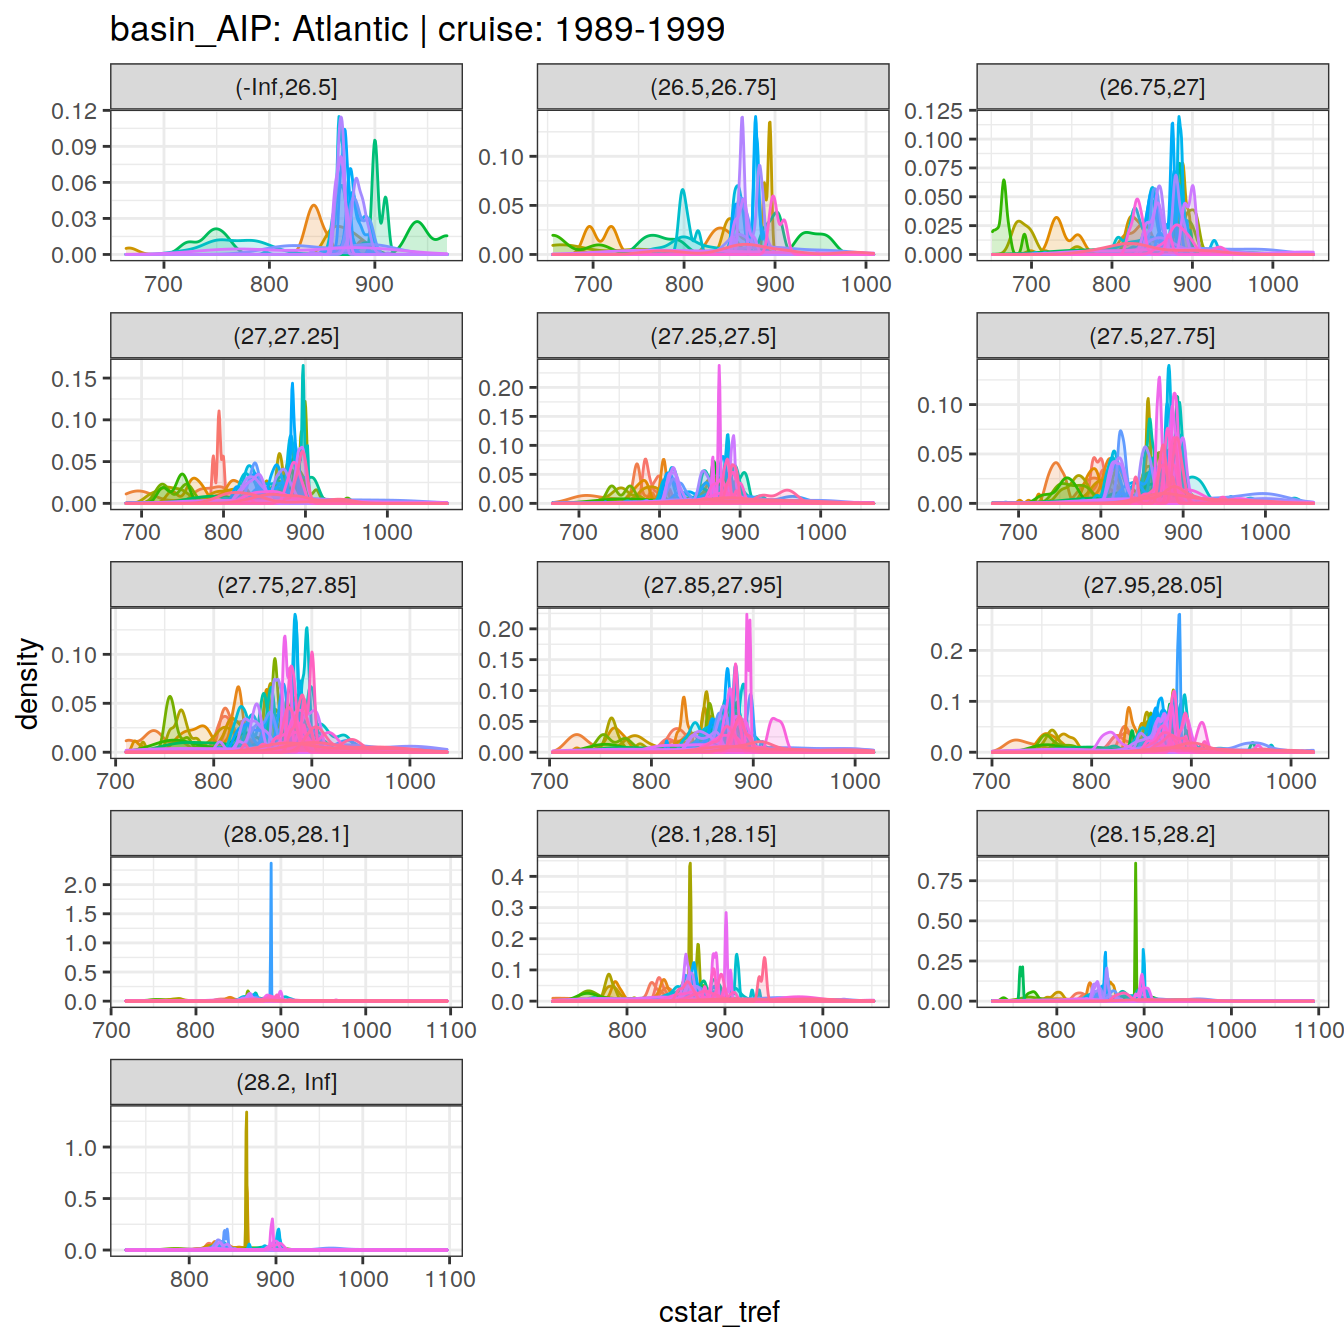 basin_AIP: Atlantic | cruise: 1989-1999
(-Inf,26.5] (26.5,26.75] (26.75,27]
0.12 0.09 0.06 0.03 0.00
700 800 900
0.10 0.05 0.00
700 800 900 1000
0.125 0.100 0.075 0.050 0.025 0.000
700 800 900 1000
(27,27.25] (27.25,27.5] (27.5,27.75]
0.15 0.10 0.05 0.00
700 800 900 1000
0.20 0.15 0.10 0.05 0.00
700 800 900 1000
0.10 0.05 0.00
700 800 900 1000
(27.75,27.85] (27.85,27.95] (27.95,28.05]
density
0.10 0.05 0.00
700 800 900 1000
0.20 0.15 0.10 0.05 0.00
700 800 900 1000
0.2 0.1 0.0
700 800 900 1000
(28.05,28.1] (28.1,28.15] (28.15,28.2]
2.0 1.5 1.0 0.5 0.0
700 800 900 1000 1100
0.4 0.3 0.2 0.1 0.0
800 900 1000
0.75 0.50 0.25 0.00
800 900 1000 1100
(28.2, Inf]
1.0 0.5 0.0
800 900 1000 1100
cstar_tref